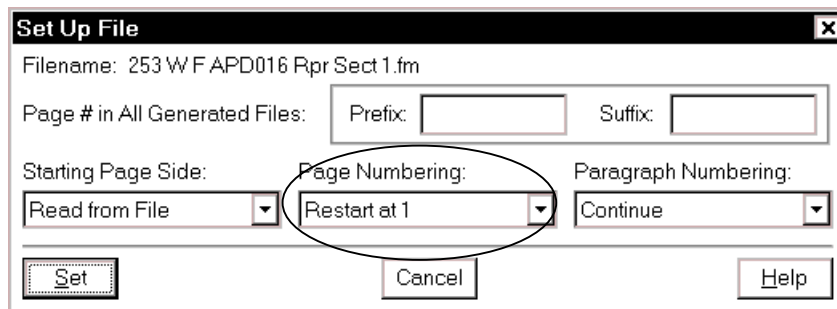 Set Up File
Filename: 253 W F APD016 Rpr Sect 1.fm
Page # in All Generated Files: Prefix: Suffix:
Starting Page Side: Page Numbering: Paragraph Numbering:
Read from File Restart at 1 Continue
Set Cancel Help